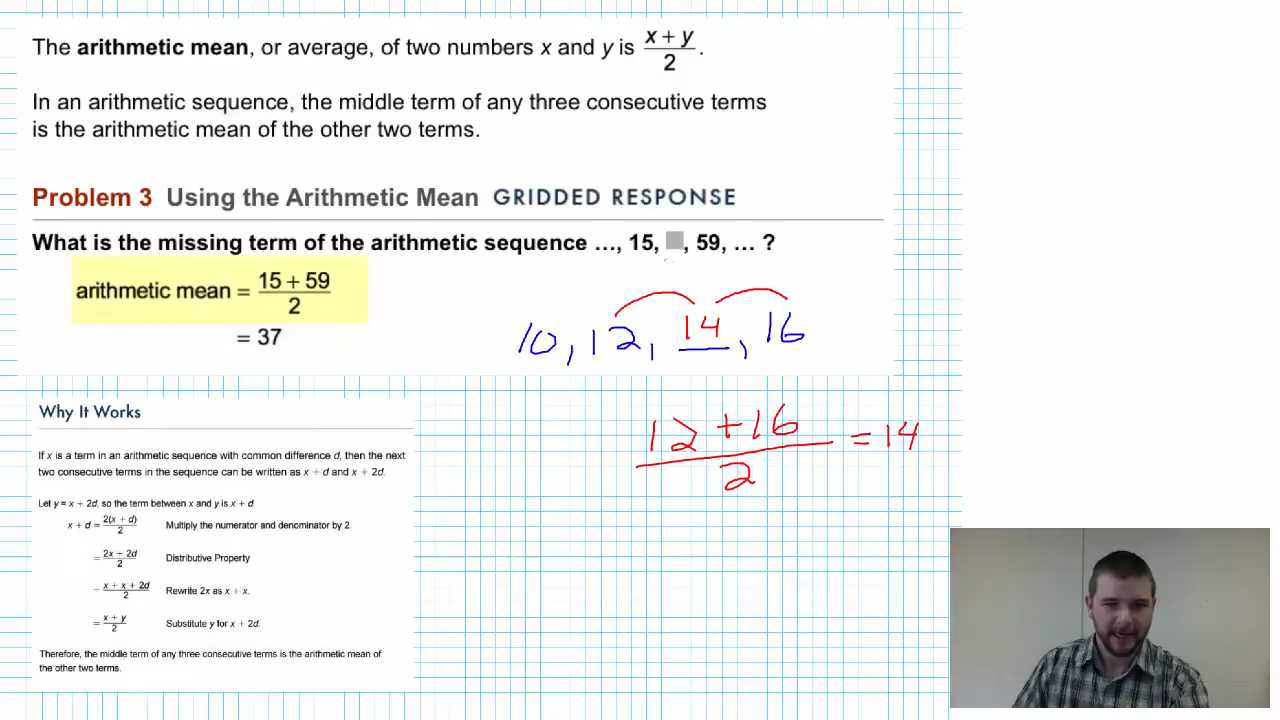 The arithmetic mean, or average, of two numbers x and y is (x + y)/2.
In an arithmetic sequence, the middle term of any three consecutive terms
is the arithmetic mean of the other two terms.
Problem 3 Using the Arithmetic Mean GRIDDED RESPONSE
What is the missing term of the arithmetic sequence …, 15, ■, 59, … ?
arithmetic mean = (15 + 59)/2
= 37
10, 12, 14, 16
(12 + 16)/2 = 14
Why It Works
If x is a term in an arithmetic sequence with common difference d, then the next
two consecutive terms in the sequence can be written as x + d and x + 2d.
Let y = x + 2d, so the term between x and y is x + d.
x + d = 2(x + d)/2 Multiply the numerator and denominator by 2.
= (2x + 2d)/2 Distributive Property
= (x + x + 2d)/2 Rewrite 2x as x + x.
= (x + y)/2 Substitute y for x + 2d.
Therefore, the middle term of any three consecutive terms is the arithmetic mean of
the other two terms.